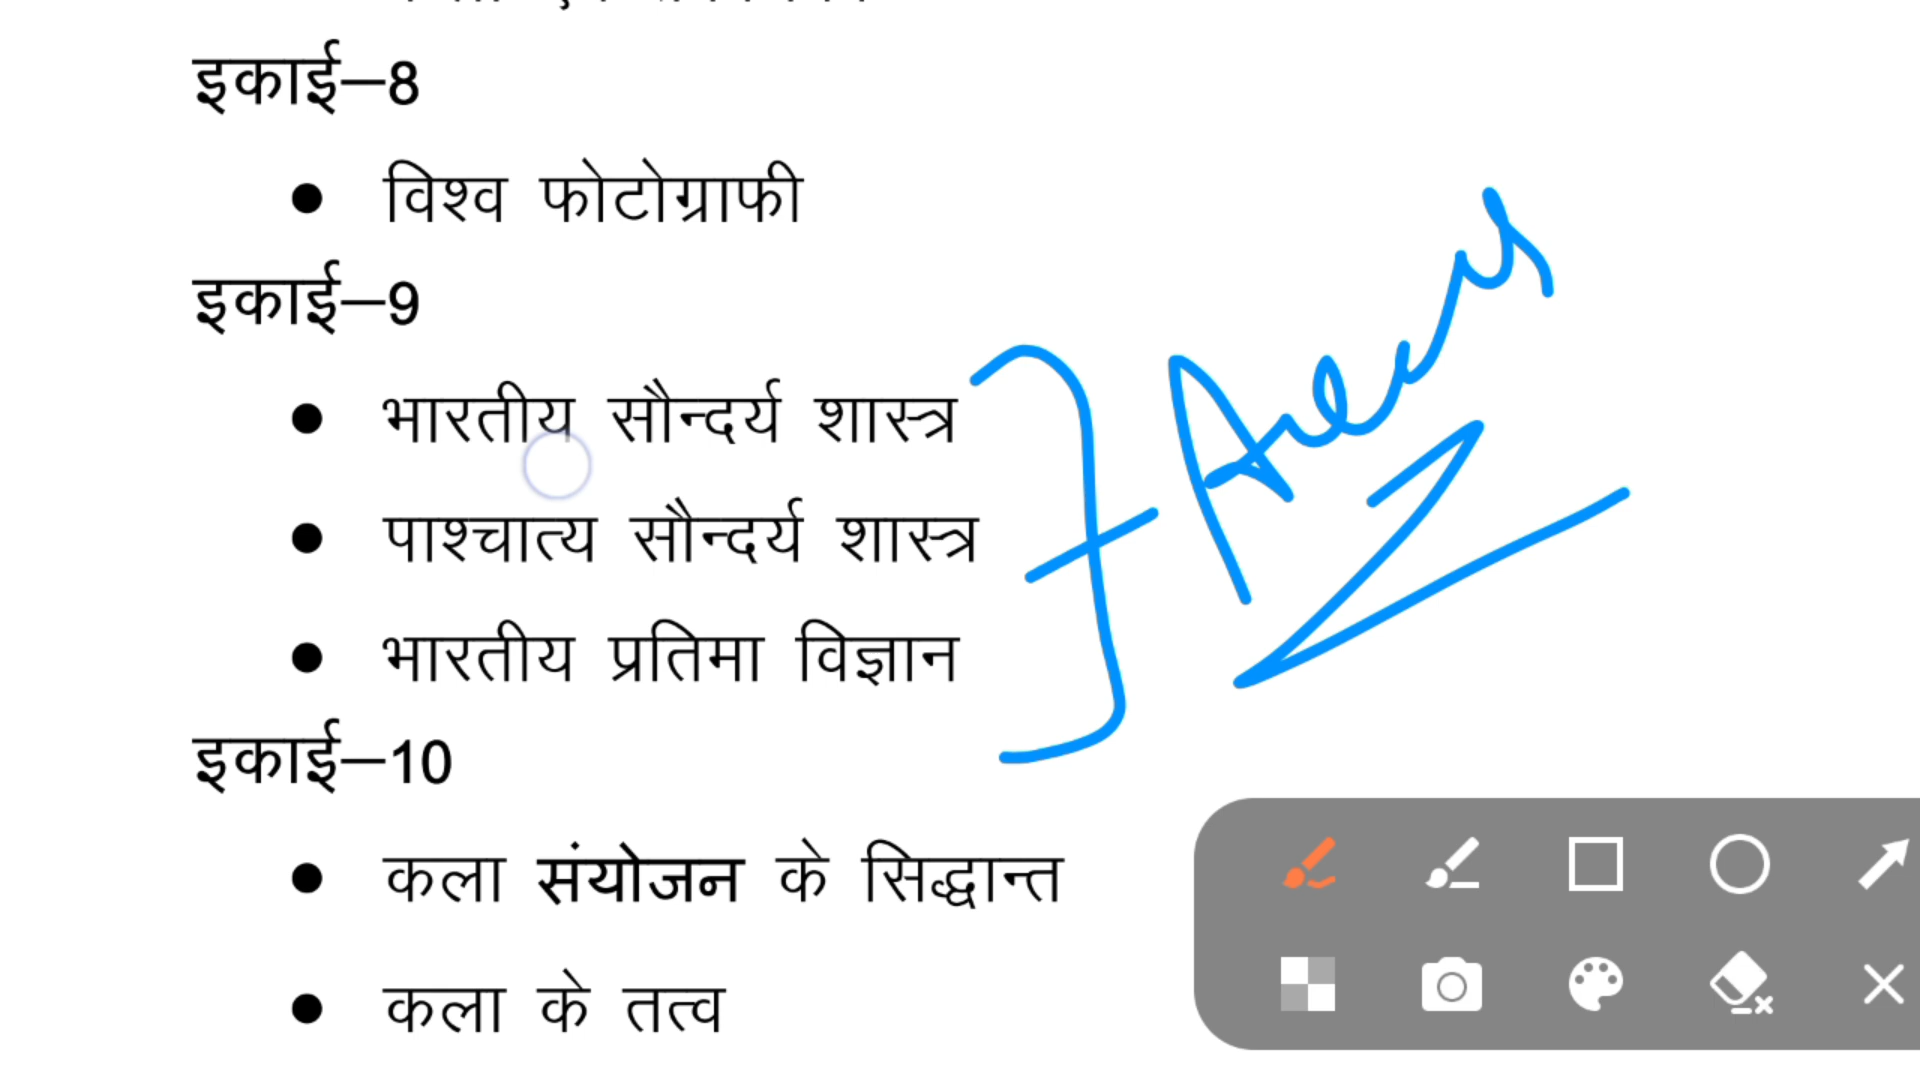 इकाई–8
● विश्व फोटोग्राफी
इकाई–9
● भारतीय सौन्दर्य शास्त्र
● पाश्चात्य सौन्दर्य शास्त्र
● भारतीय प्रतिमा विज्ञान
इकाई–10
● कला संयोजन के सिद्धान्त
● कला के तत्व